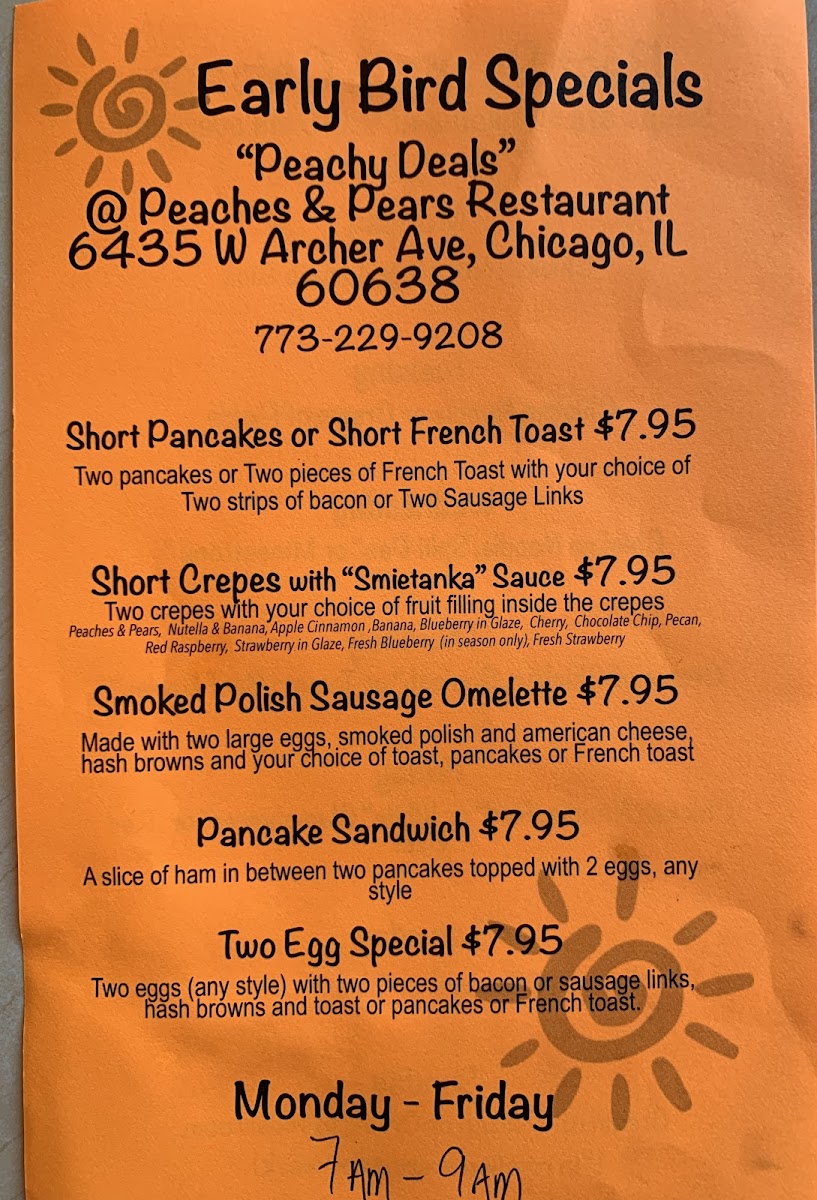 Early Bird Specials
“Peachy Deals”
@ Peaches & Pears Restaurant
6435 W Archer Ave, Chicago, IL
60638
773-229-9208
Short Pancakes or Short French Toast $7.95
Two pancakes or Two pieces of French Toast with your choice of
Two strips of bacon or Two Sausage Links
Short Crepes with “Smietanka” Sauce $7.95
Two crepes with your choice of fruit filling inside the crepes
Peaches & Pears, Nutella & Banana, Apple Cinnamon ,Banana, Blueberry in Glaze, Cherry, Chocolate Chip, Pecan,
Red Raspberry, Strawberry in Glaze, Fresh Blueberry (in season only), Fresh Strawberry
Smoked Polish Sausage Omelette $7.95
Made with two large eggs, smoked polish and american cheese,
hash browns and your choice of toast, pancakes or French toast
Pancake Sandwich $7.95
A slice of ham in between two pancakes topped with 2 eggs, any
style
Two Egg Special $7.95
Two eggs (any style) with two pieces of bacon or sausage links,
hash browns and toast or pancakes or French toast.
Monday - Friday
7 AM - 9 AM